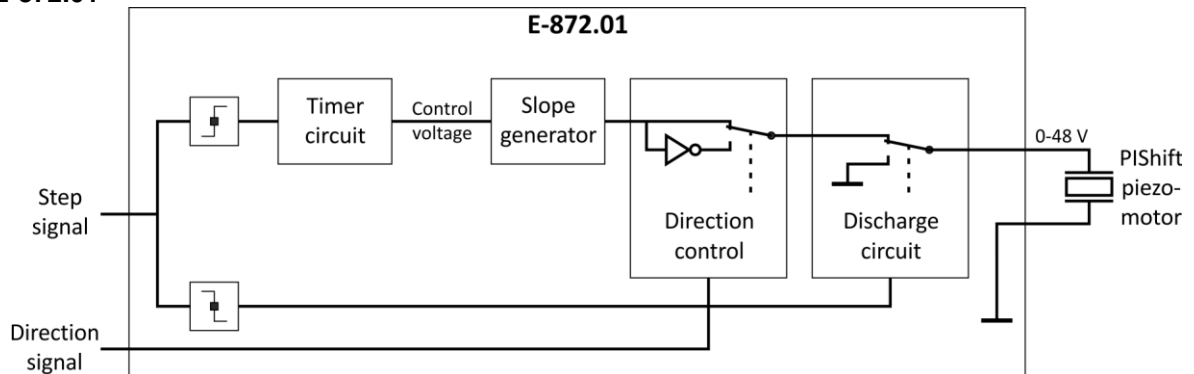 E-872.01
Timer
circuit
Control
voltage
Slope
generator
0-48 V
PIShift
piezo-
motor
Step
signal
Direction
control
Discharge
circuit
Direction
signal